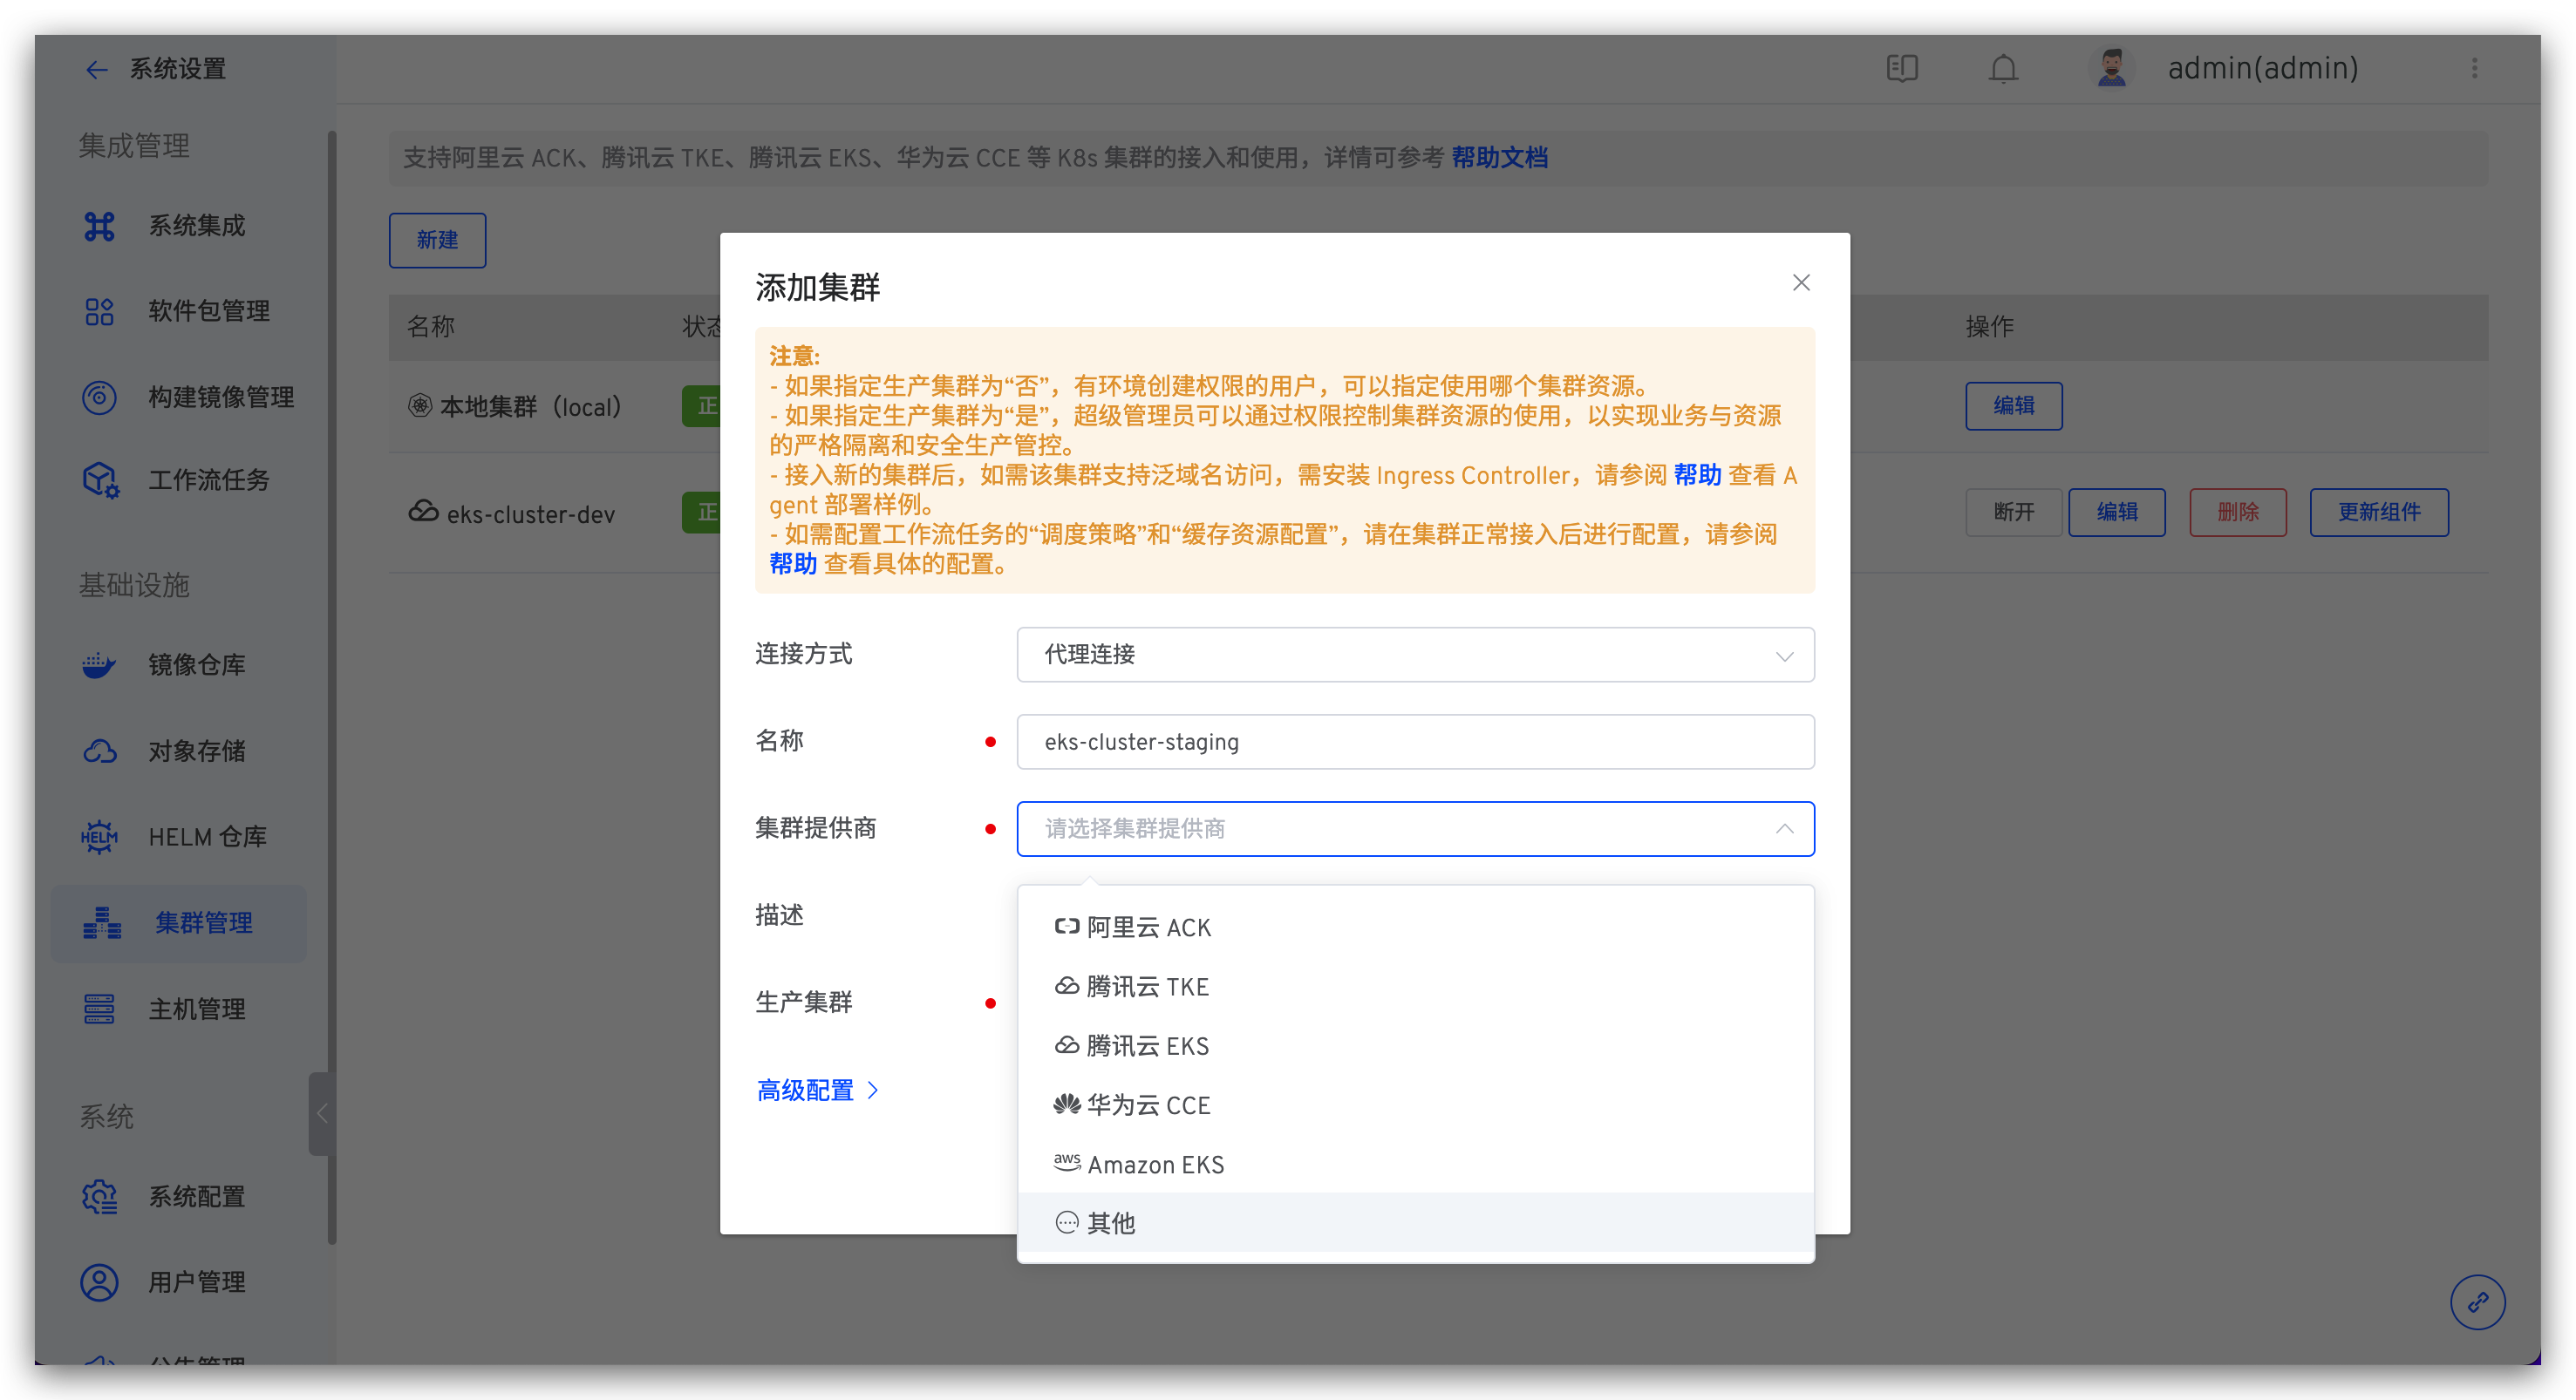 系统设置
admin(admin)
集成管理
系统集成
软件包管理
构建镜像管理
工作流任务
基础设施
镜像仓库
对象存储
HELM
HELM 仓库
集群管理
主机管理
系统
系统配置
用户管理
公告管理
支持阿里云 ACK、腾讯云 TKE、腾讯云 EKS、华为云 CCE 等 K8s 集群的接入和使用，详情可参考 帮助文档
新建
名称
状态
操作
本地集群（local）
正
编辑
eks-cluster-dev
正
断开
编辑
删除
更新组件
添加集群
注意:
- 如果指定生产集群为“否”，有环境创建权限的用户，可以指定使用哪个集群资源。
- 如果指定生产集群为“是”，超级管理员可以通过权限控制集群资源的使用，以实现业务与资源
的严格隔离和安全生产管控。
- 接入新的集群后，如需该集群支持泛域名访问，需安装 Ingress Controller，请参阅 帮助 查看 A
gent 部署样例。
- 如需配置工作流任务的“调度策略”和“缓存资源配置”，请在集群正常接入后进行配置，请参阅
帮助 查看具体的配置。
连接方式
代理连接
名称
eks-cluster-staging
集群提供商
请选择集群提供商
描述
生产集群
高级配置
阿里云 ACK
腾讯云 TKE
腾讯云 EKS
华为云 CCE
aws Amazon EKS
其他